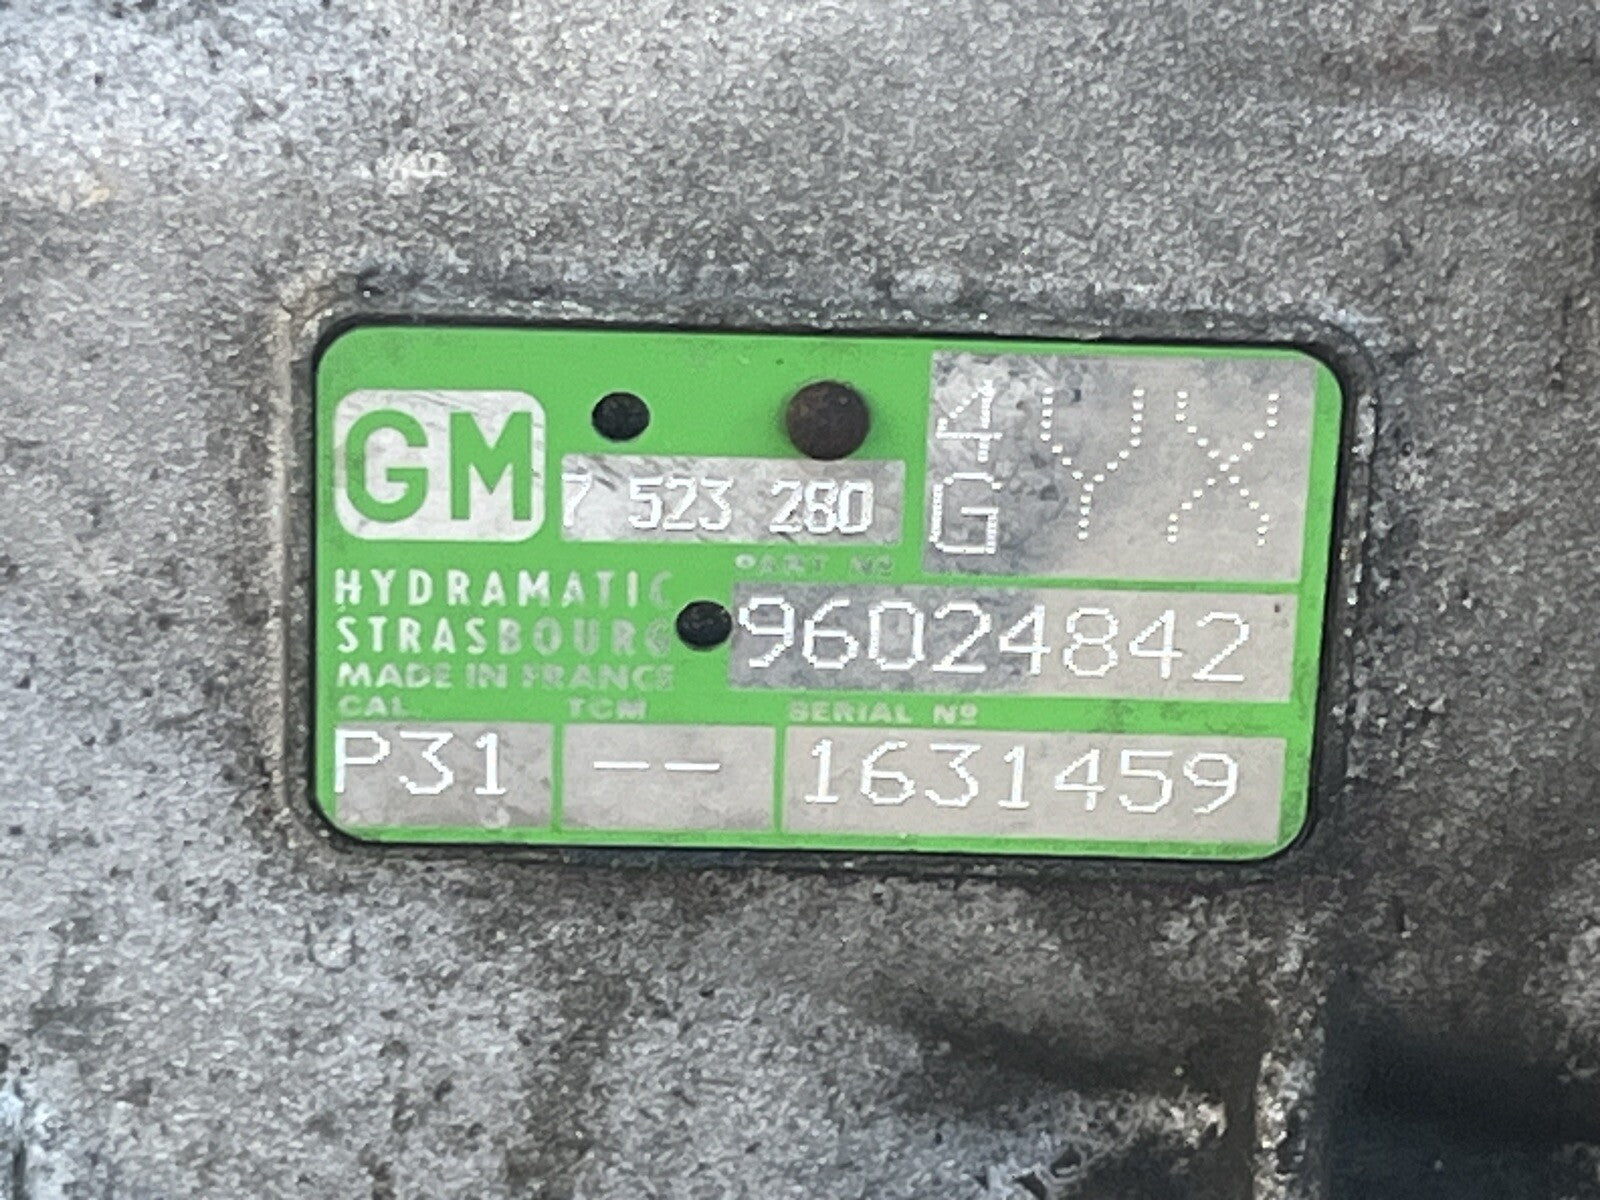 GM
7 523 280
4
G
YX
PART Nº
HYDRAMATIC
STRASBOURG
MADE IN FRANCE
96024842
CAL
TCM
SERIAL Nº
P31
--
1631459